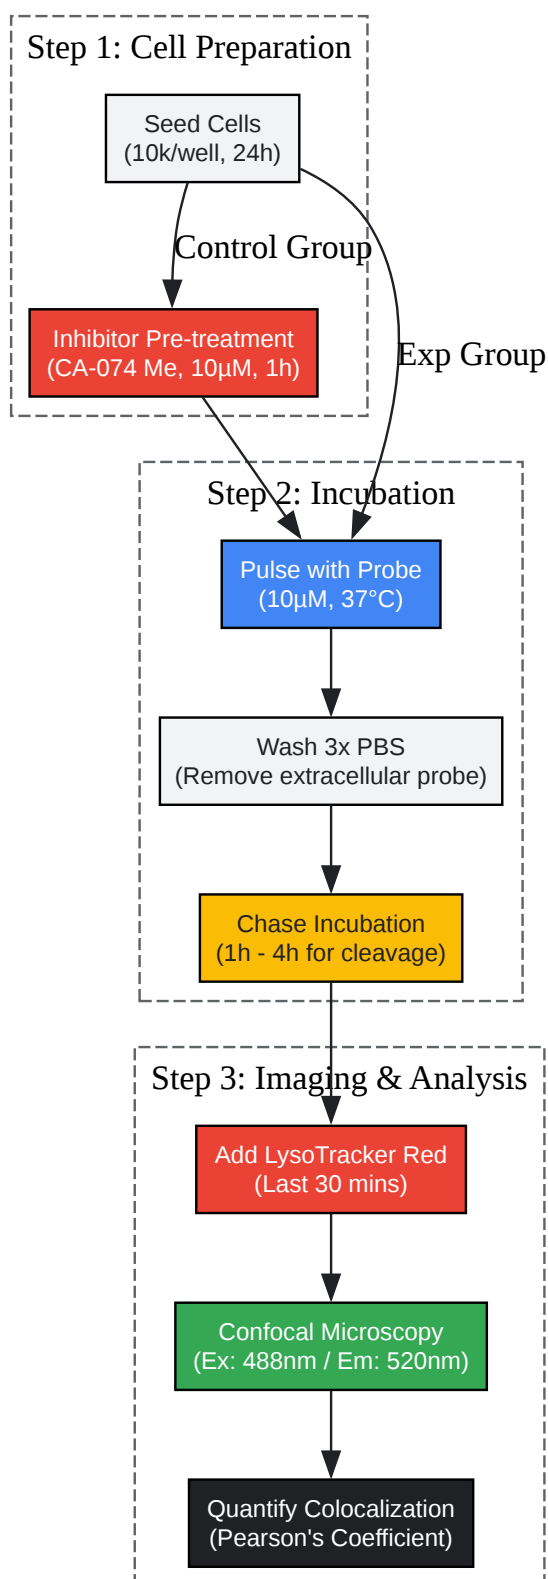 Step 1: Cell Preparation
Seed Cells
(10k/well, 24h)
Control Group
Inhibitor Pre-treatment
(CA-074 Me, 10µM, 1h)
Exp Group
Step 2: Incubation
Pulse with Probe
(10µM, 37°C)
Wash 3x PBS
(Remove extracellular probe)
Chase Incubation
(1h - 4h for cleavage)
Step 3: Imaging & Analysis
Add LysoTracker Red
(Last 30 mins)
Confocal Microscopy
(Ex: 488nm / Em: 520nm)
Quantify Colocalization
(Pearson's Coefficient)